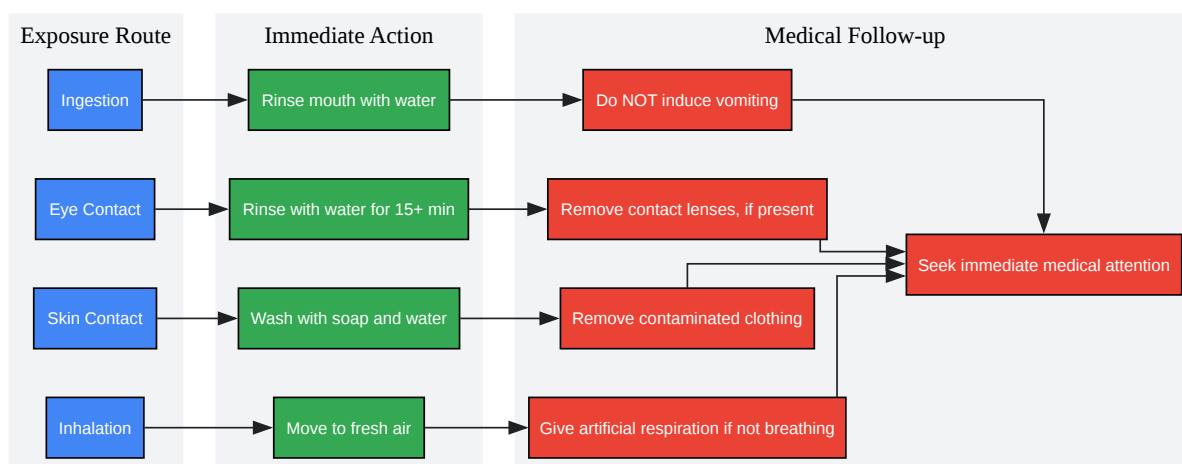 Exposure Route
Immediate Action
Medical Follow-up
Ingestion
Rinse mouth with water
Do NOT induce vomiting
Eye Contact
Rinse with water for 15+ min
Remove contact lenses, if present
Seek immediate medical attention
Skin Contact
Wash with soap and water
Remove contaminated clothing
Inhalation
Move to fresh air
Give artificial respiration if not breathing